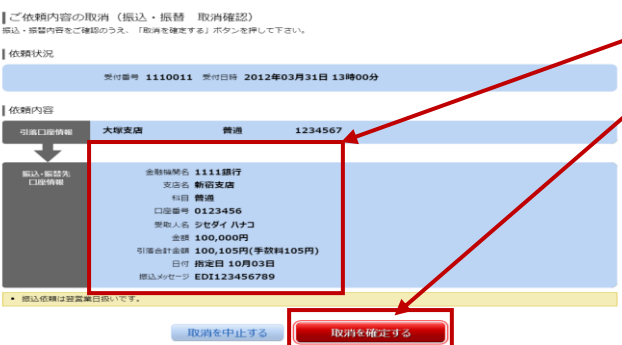 ご依頼内容の取消（振込・振替　取消確認）
振込・振替内容をご確認のうえ、「取消を確定する」ボタンを押して下さい。
依頼状況
受付番号 1110011 受付日時 2012年03月31日 13時00分
依頼内容
引落口座情報 大塚支店 普通 1234567
振込・振替先
口座情報
金融機関名 1111銀行
支店名 新宿支店
科目 普通
口座番号 0123456
受取人名 シセダイ ハナコ
金額 100,000円
引落合計金額 100,105円(手数料105円)
日付 指定日 10月03日
振込メッセージ EDI123456789
• 振込依頼は翌営業日扱いです。
取消を中止する 取消を確定する